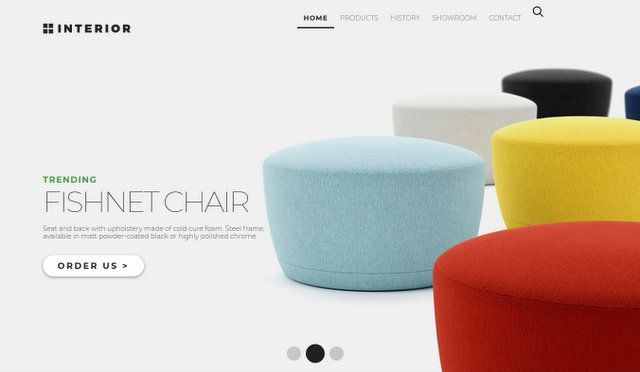 INTERIOR
HOME PRODUCTS HISTORY SHOWROOM CONTACT
TRENDING
FISHNET CHAIR
Seat and back with upholstery made of cold cure foam. Steel frame,
available in matt powder-coated black or highly polished chrome.
ORDER US >